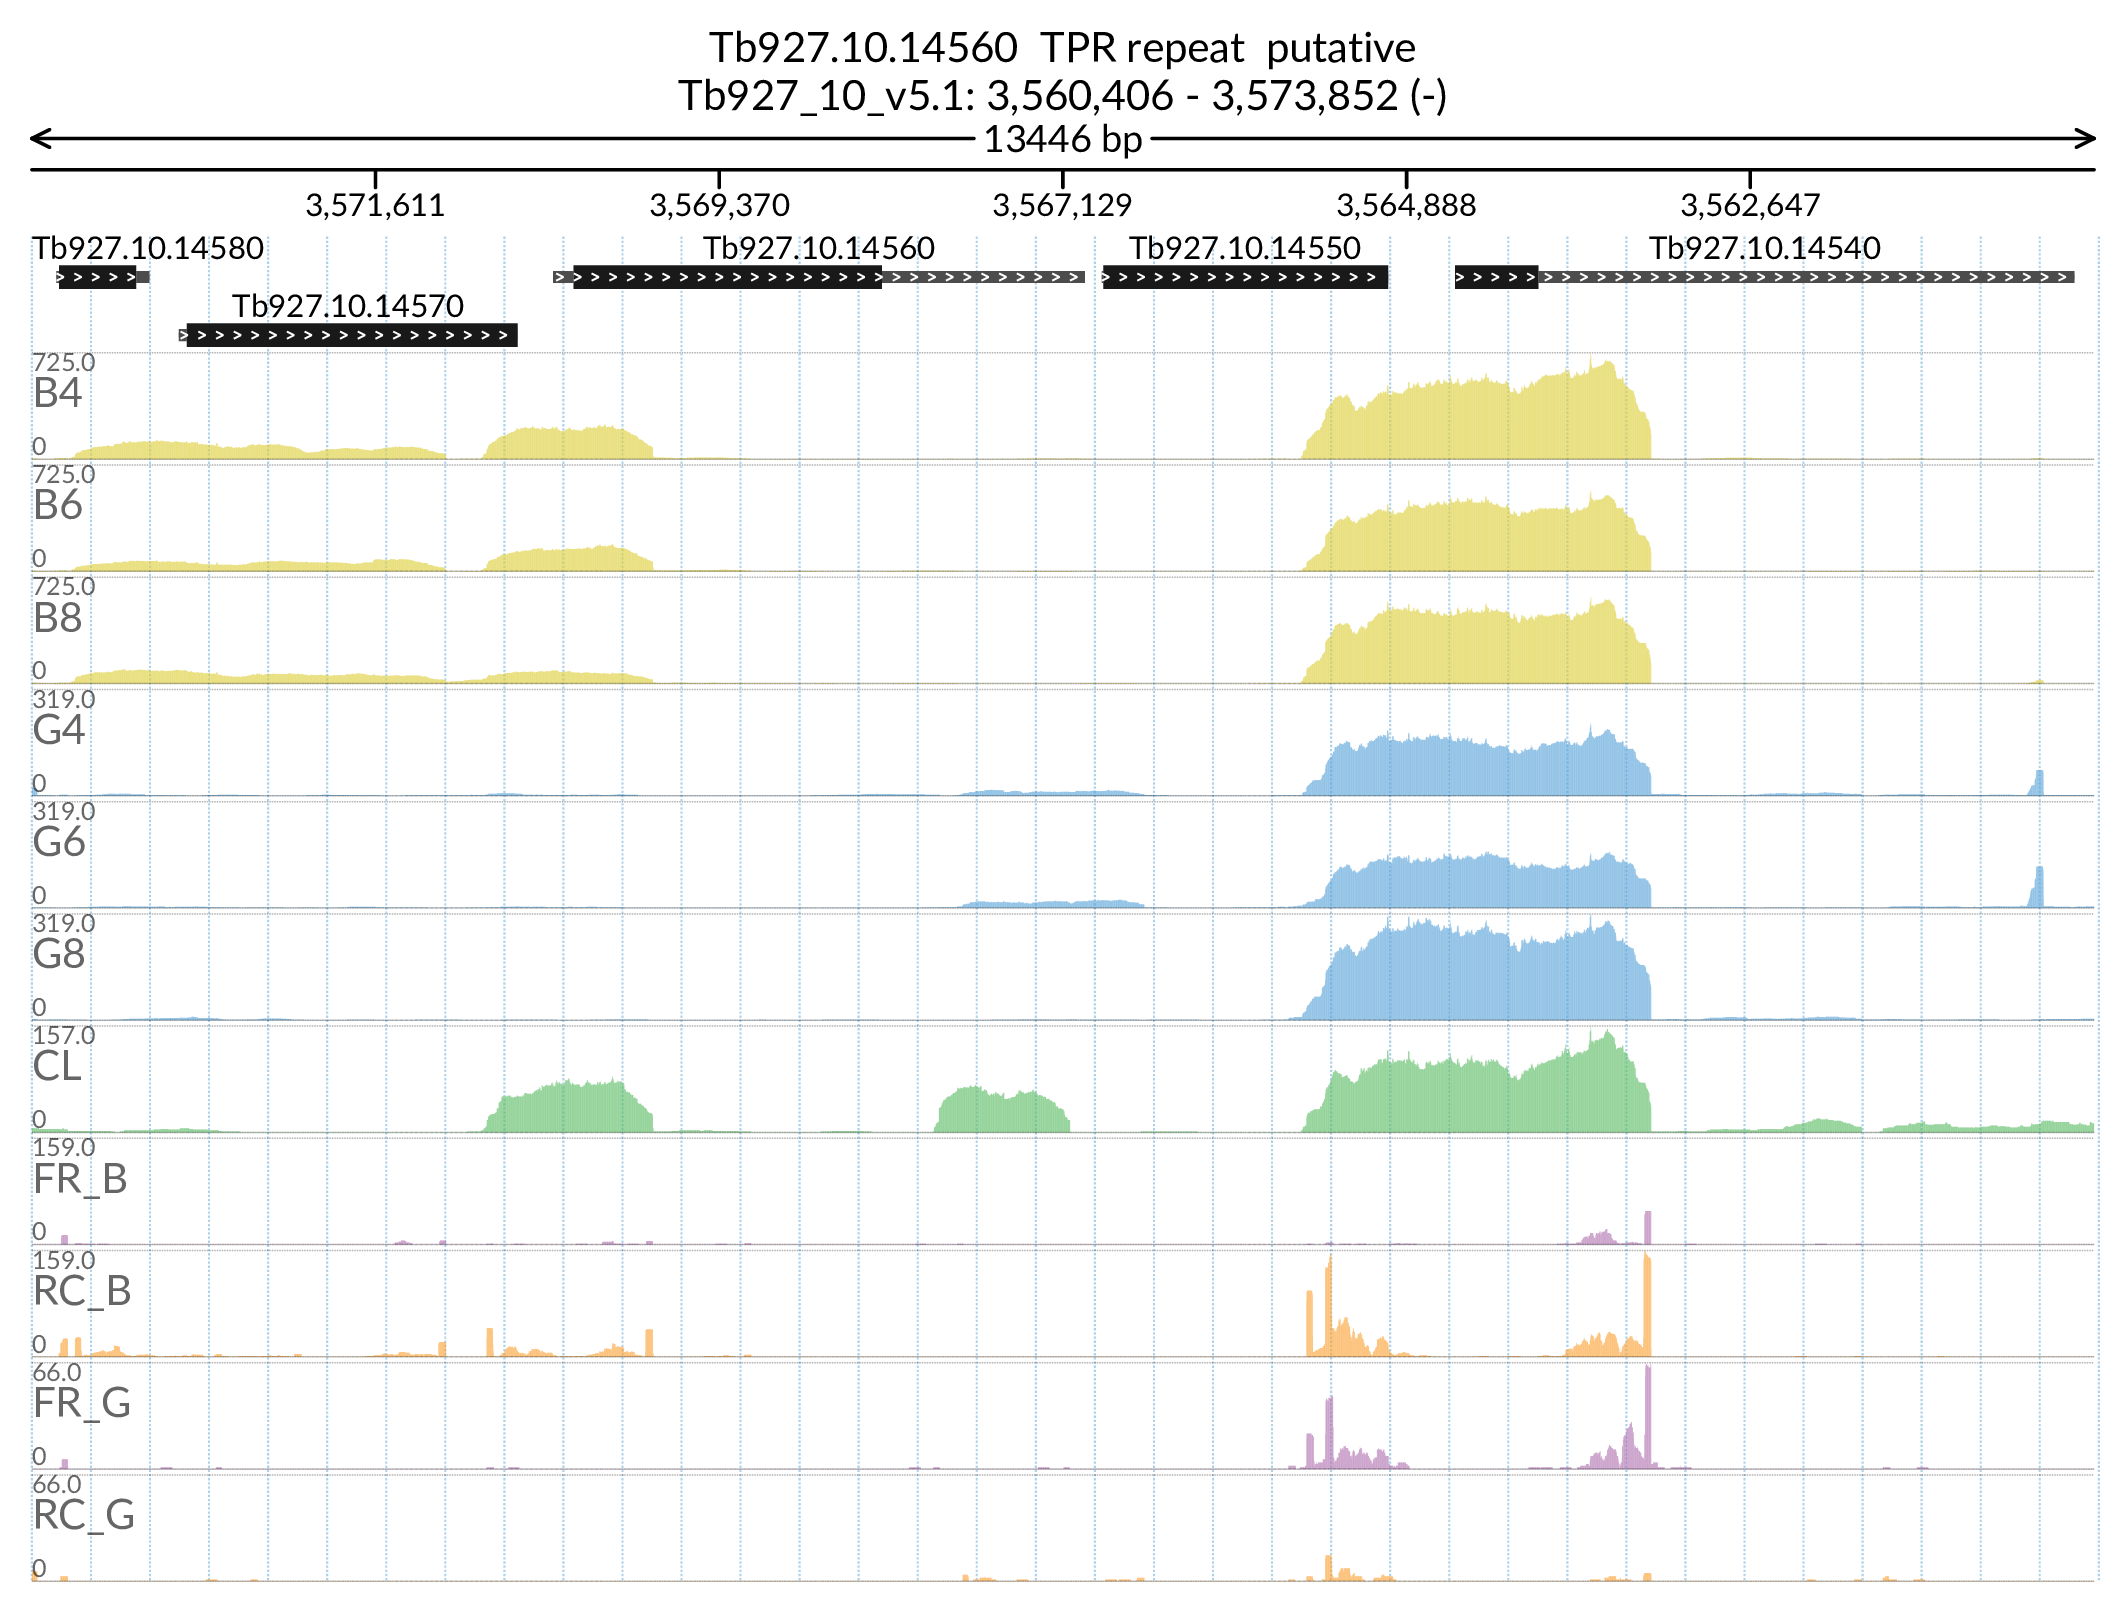 Tb927.10.14560  TPR repeat  putative
Tb927_10_v5.1: 3,560,406 - 3,573,852 (-)
13446 bp
3,571,611 3,569,370 3,567,129 3,564,888 3,562,647
Tb927.10.14580 Tb927.10.14560 Tb927.10.14550 Tb927.10.14540
Tb927.10.14570
725.0
B4
0
725.0
B6
0
725.0
B8
0
319.0
G4
0
319.0
G6
0
319.0
G8
0
157.0
CL
0
159.0
FR_B
0
159.0
RC_B
0
66.0
FR_G
0
66.0
RC_G
0